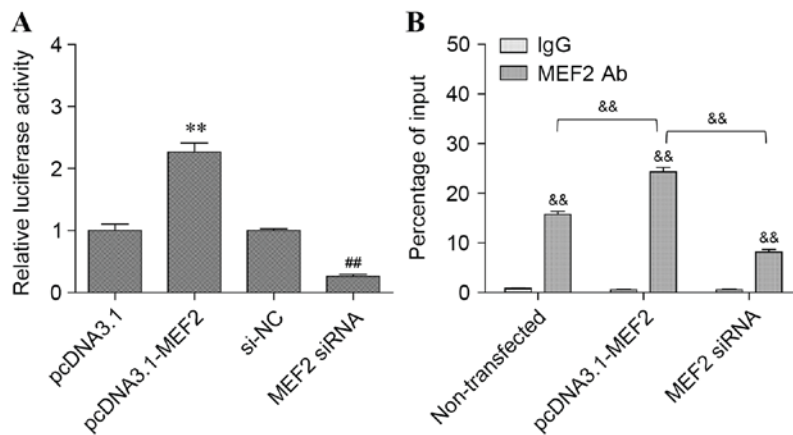 A
Relative luciferase activity
4
3
2
1
0
**
##
pcDNA3.1
pcDNA3.1-MEF2
si-NC
MEF2 siRNA
B
Percentage of input
50
40
30
20
10
0
IgG
MEF2 Ab
&&
&&
&&
&&
&&
Non-transfected
pcDNA3.1-MEF2
MEF2 siRNA